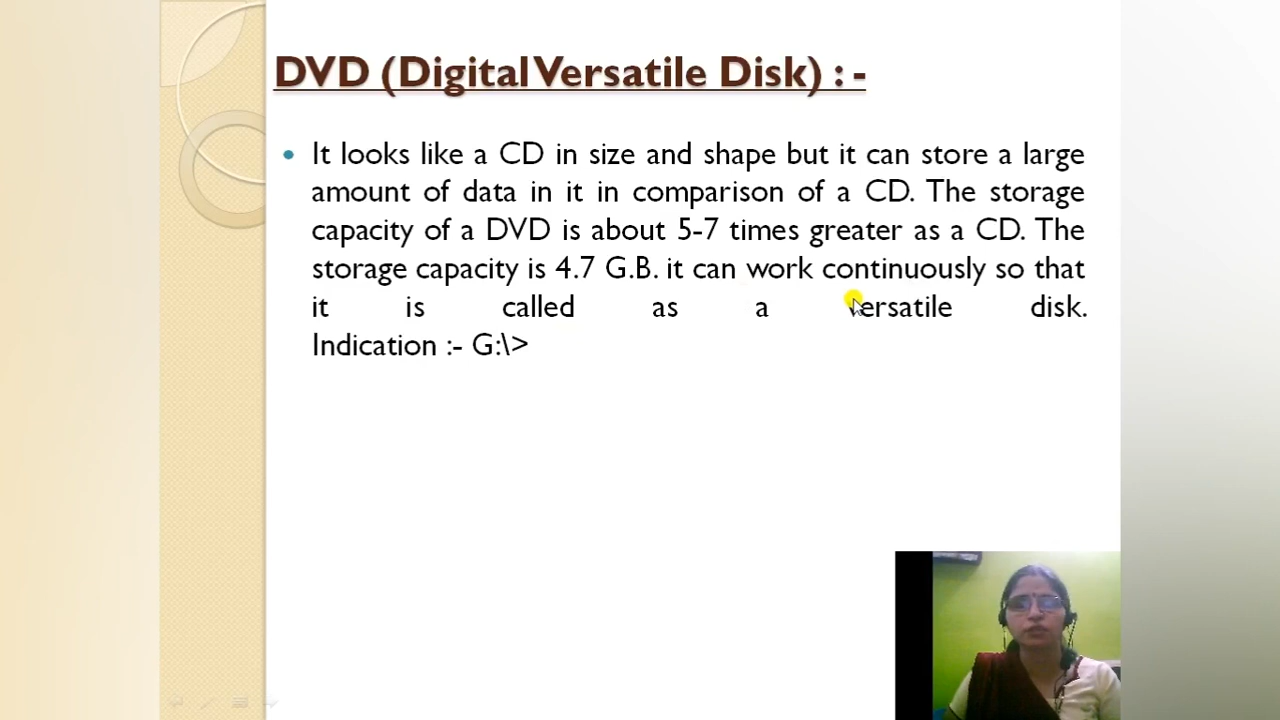 DVD (Digital Versatile Disk) : -
It looks like a CD in size and shape but it can store a large
amount of data in it in comparison of a CD. The storage
capacity of a DVD is about 5-7 times greater as a CD. The
storage capacity is 4.7 G.B. it can work continuously so that
it is called as a versatile disk.
Indication :- G:\>